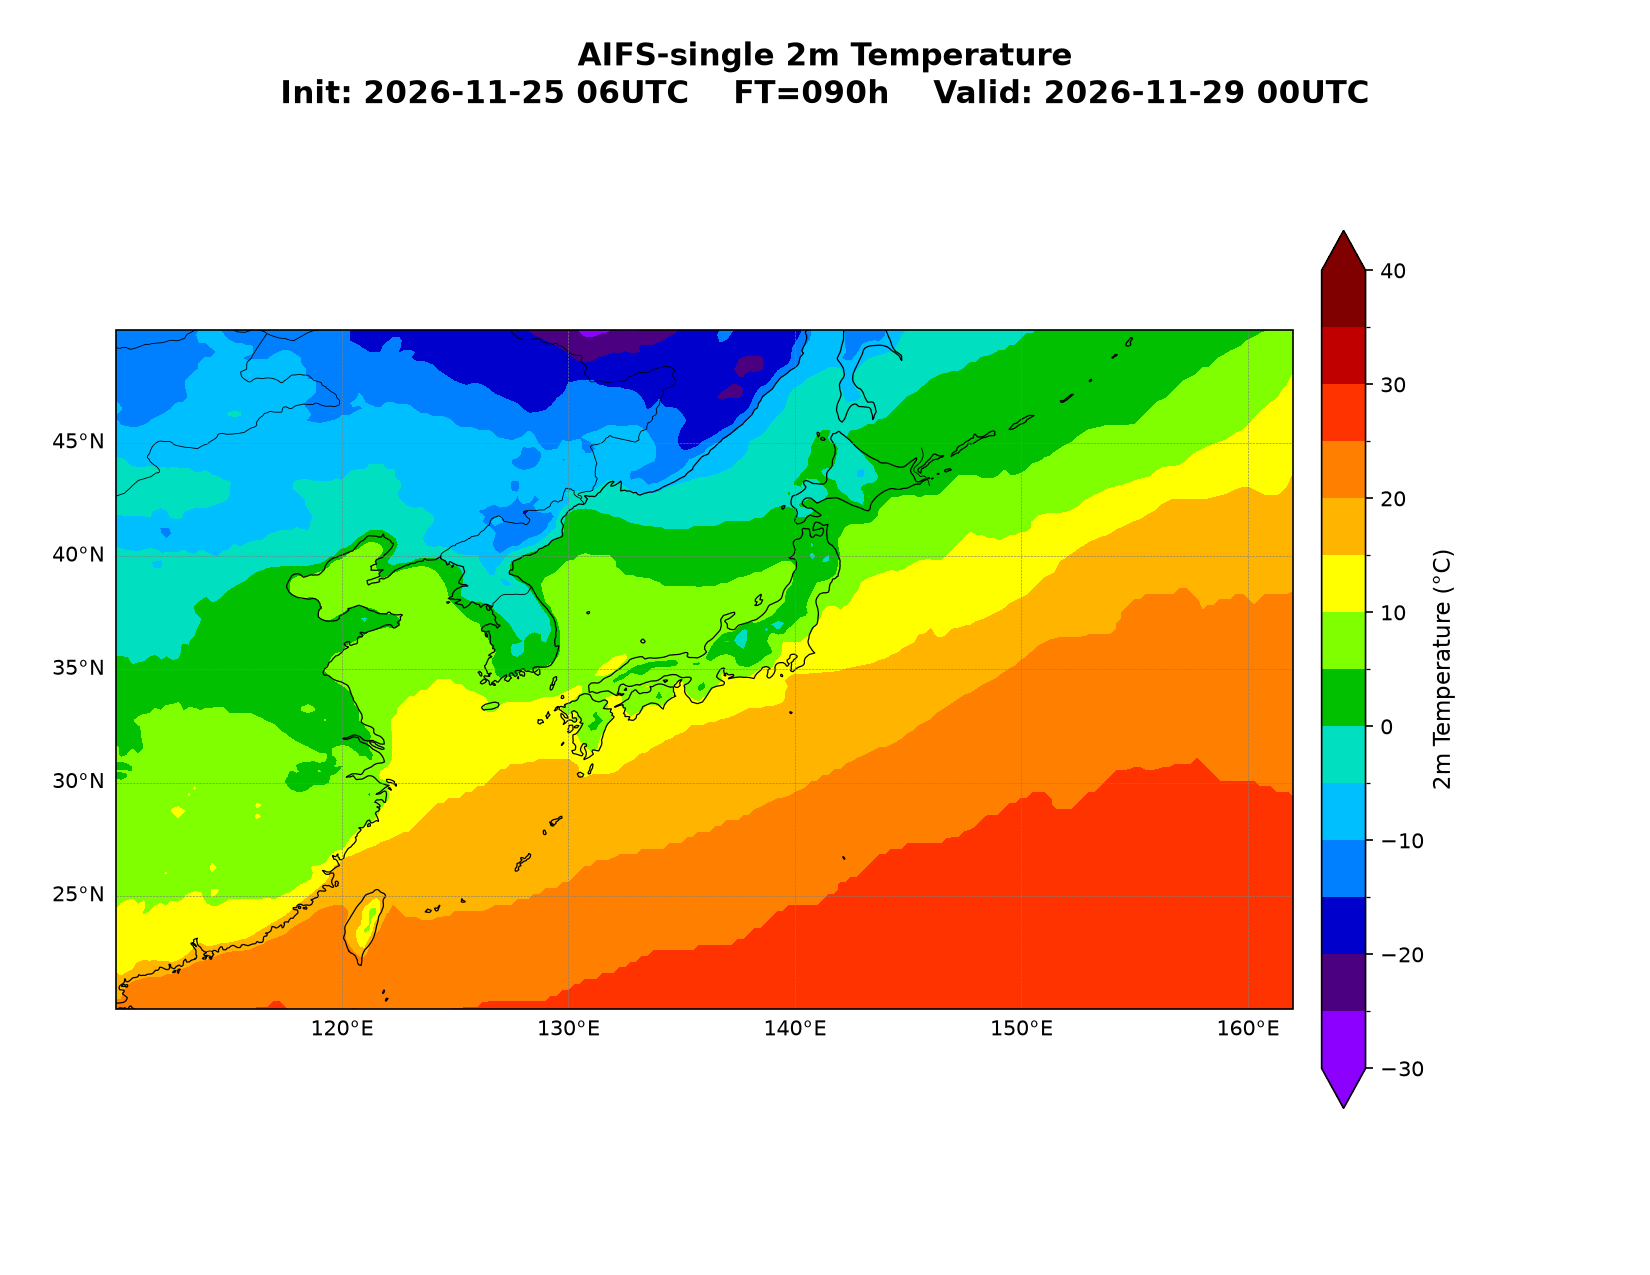 AIFS-single 2m Temperature
Init: 2026-11-25 06UTC    FT=090h    Valid: 2026-11-29 00UTC
45°N
40°N
35°N
30°N
25°N
120°E
130°E
140°E
150°E
160°E
40
30
20
10
0
−10
−20
−30
2m Temperature (°C)